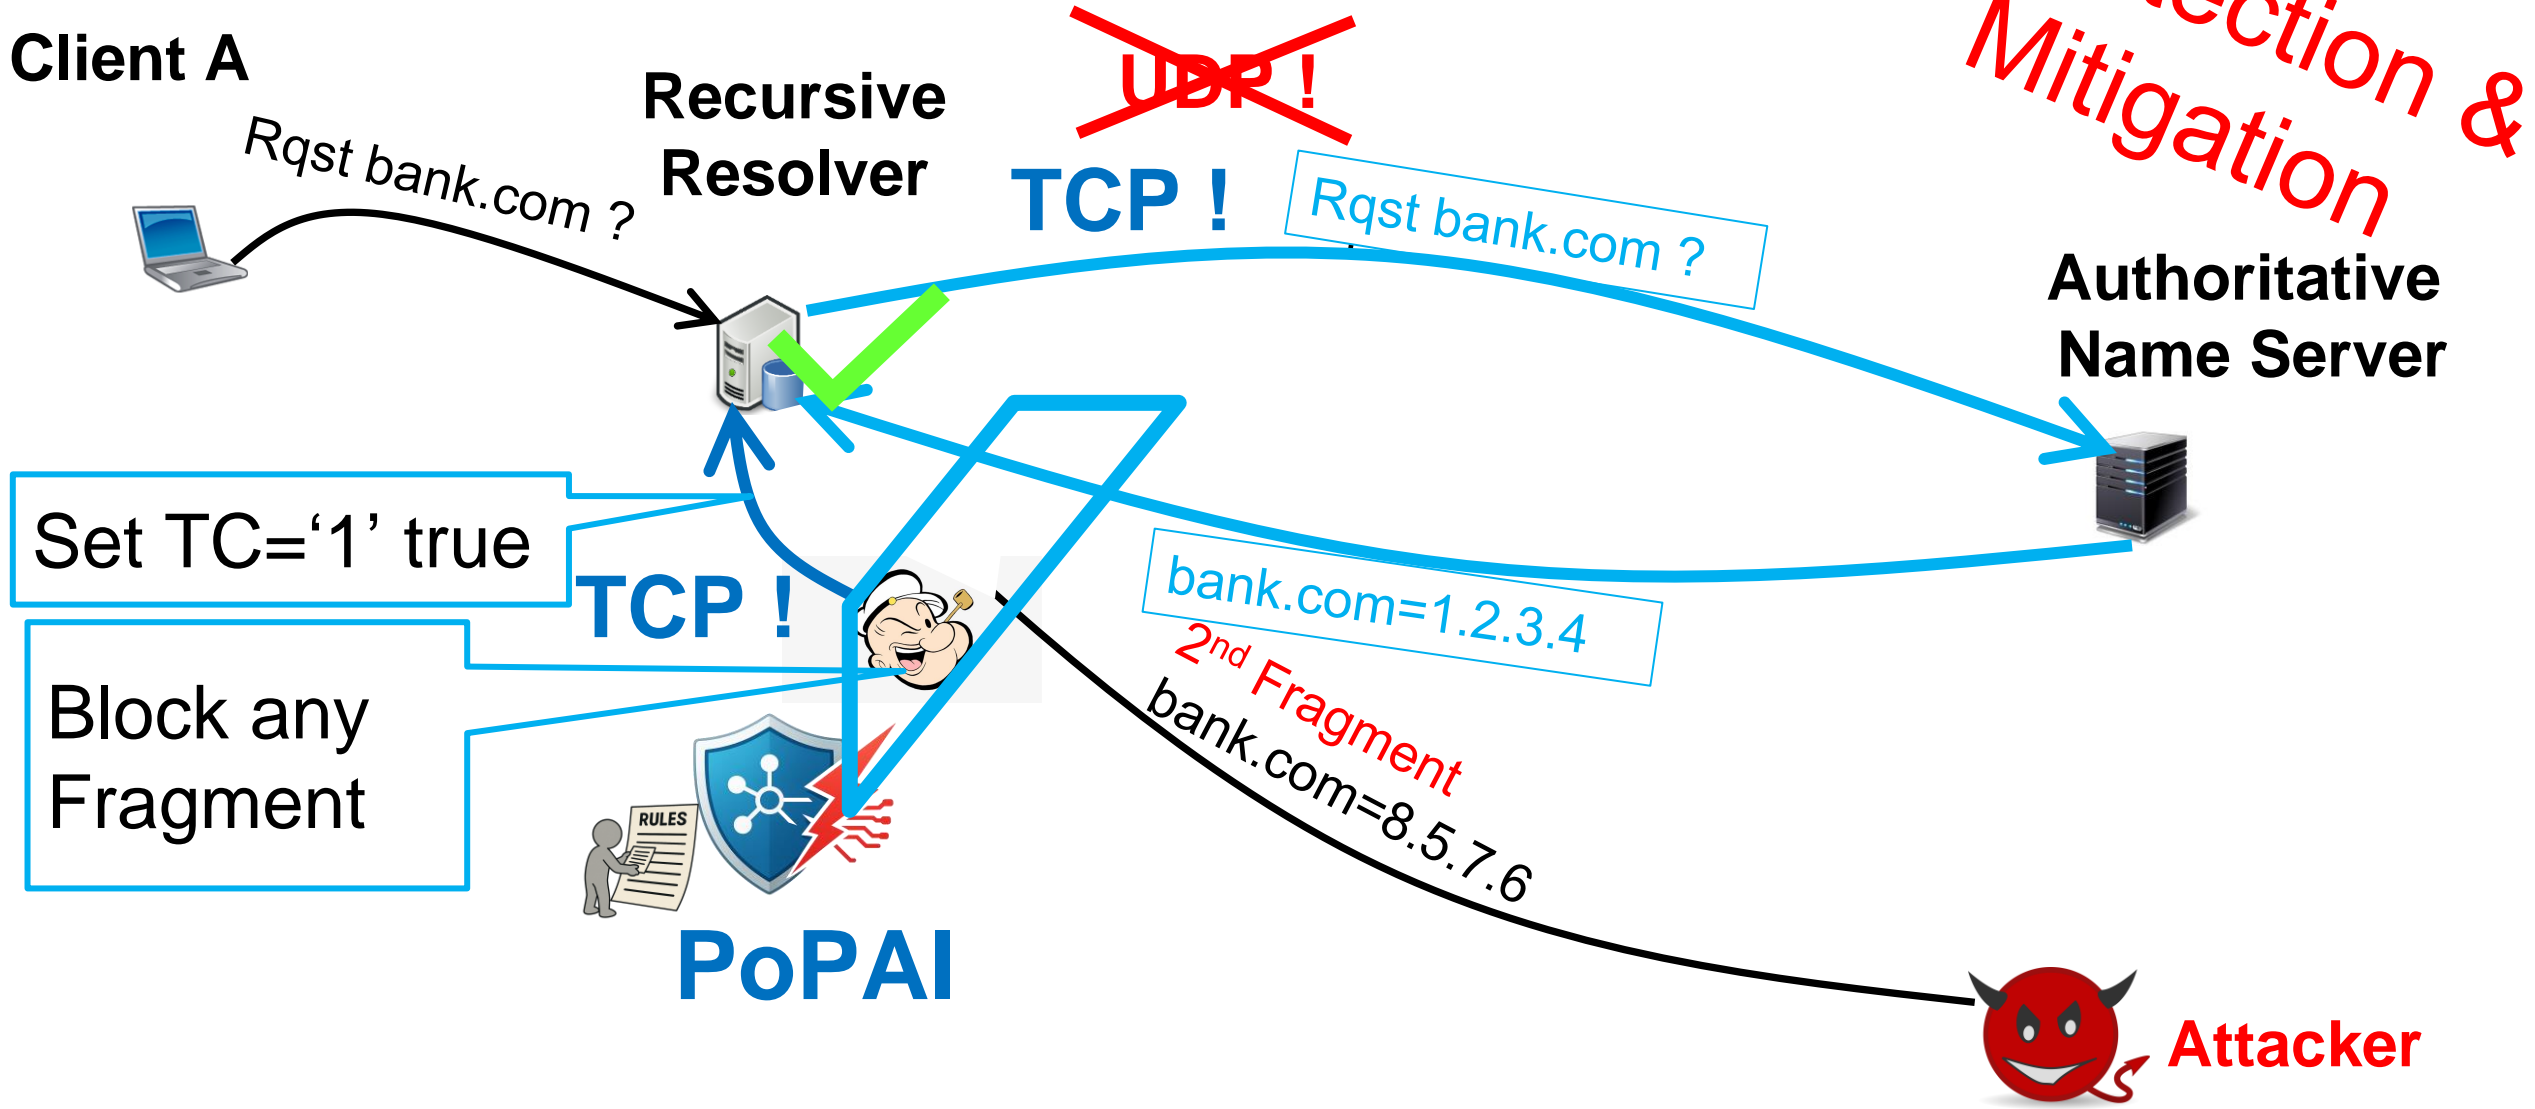 Client A
Recursive
Resolver
UDP !
TCP !
Mitigation
&
Rqst bank.com ?
Rqst bank.com ?
Authoritative
Name Server
Set TC=‘1’ true
TCP !
Block any
Fragment
bank.com=1.2.3.4
2nd Fragment
bank.com=8.5.7.6
RULES
PoPAI
Attacker